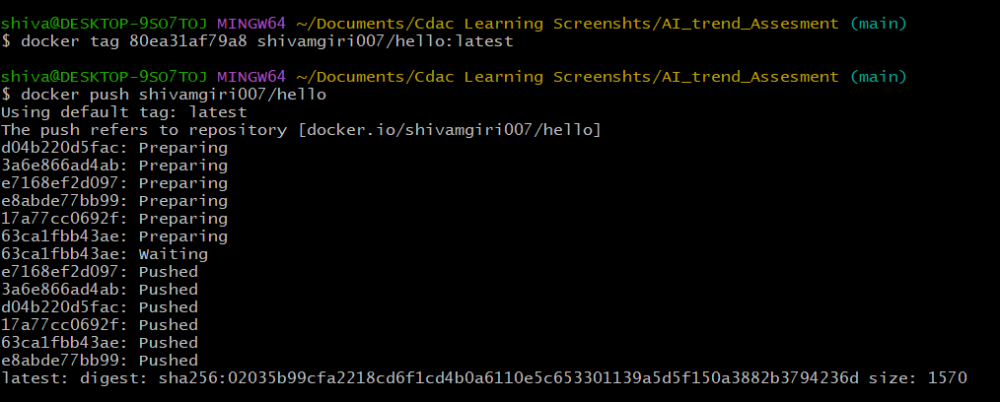 shiva@DESKTOP-9SO7TOJ MINGW64 ~/Documents/Cdac Learning Screenshts/AI_trend_Assesment (main)
$ docker tag 80ea31af79a8 shivamgiri007/hello:latest
shiva@DESKTOP-9SO7TOJ MINGW64 ~/Documents/Cdac Learning Screenshts/AI_trend_Assesment (main)
$ docker push shivamgiri007/hello
Using default tag: latest
The push refers to repository [docker.io/shivamgiri007/hello]
d04b220d5fac: Preparing
3a6e866ad4ab: Preparing
e7168ef2d097: Preparing
e8abde77bb99: Preparing
17a77cc0692f: Preparing
63ca1fbb43ae: Preparing
63ca1fbb43ae: Waiting
e7168ef2d097: Pushed
3a6e866ad4ab: Pushed
d04b220d5fac: Pushed
17a77cc0692f: Pushed
63ca1fbb43ae: Pushed
e8abde77bb99: Pushed
latest: digest: sha256:02035b99cfa2218cd6f1cd4b0a6110e5c653301139a5d5f150a3882b3794236d size: 1570